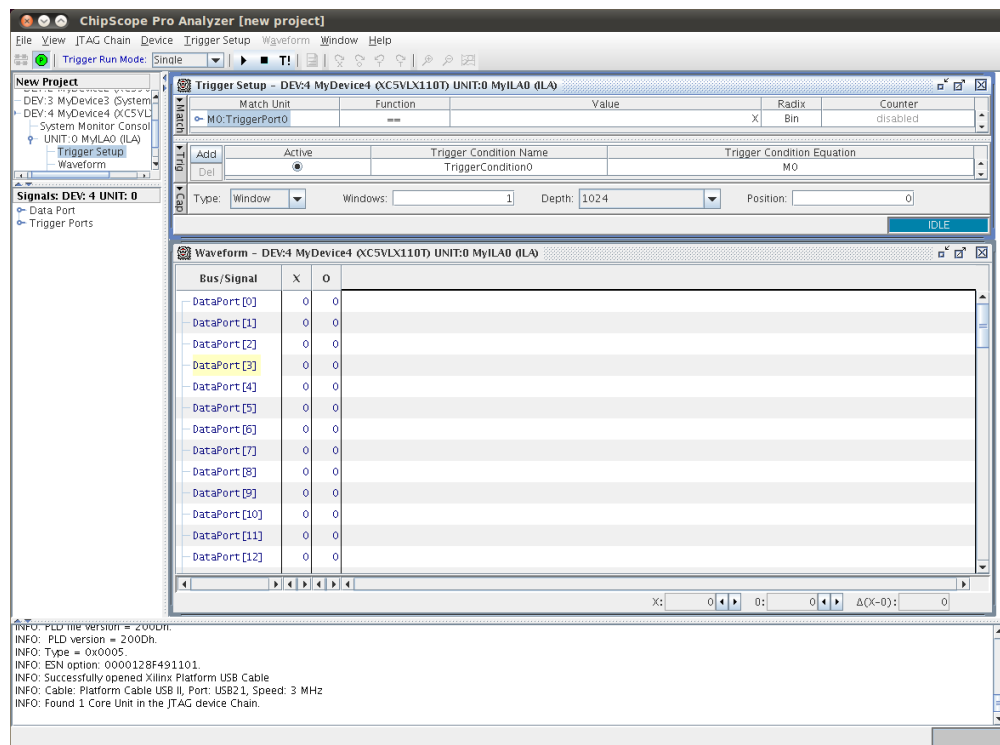 ChipScope Pro Analyzer [new project]
File View JTAG Chain Device Trigger Setup Waveform Window Help
Trigger Run Mode: Single T!
New Project
DEV:3 MyDevice3 (System
DEV:4 MyDevice4 (XC5VL
System Monitor Consol
UNIT:0 MyILA0 (ILA)
Trigger Setup
Waveform
Signals: DEV: 4 UNIT: 0
Data Port
Trigger Ports
Trigger Setup - DEV:4 MyDevice4 (XC5VLX110T) UNIT:0 MyILA0 (ILA)
Match
Match Unit Function Value Radix Counter
M0:TriggerPort0 == X Bin disabled
Trig
Add Active Trigger Condition Name Trigger Condition Equation
Del TriggerCondition0 M0
Cap
Type: Window Windows: 1 Depth: 1024 Position: 0
IDLE
Waveform - DEV:4 MyDevice4 (XC5VLX110T) UNIT:0 MyILA0 (ILA)
Bus/Signal X O
DataPort[0] 0 0
DataPort[1] 0 0
DataPort[2] 0 0
DataPort[3] 0 0
DataPort[4] 0 0
DataPort[5] 0 0
DataPort[6] 0 0
DataPort[7] 0 0
DataPort[8] 0 0
DataPort[9] 0 0
DataPort[10] 0 0
DataPort[11] 0 0
DataPort[12] 0 0
X: 0 O: 0 Δ(X-O): 0
INFO: PLD file version = 200Dh.
INFO: PLD version = 200Dh.
INFO: Type = 0x0005.
INFO: ESN option: 0000128F491101.
INFO: Successfully opened Xilinx Platform USB Cable
INFO: Cable: Platform Cable USB II, Port: USB21, Speed: 3 MHz
INFO: Found 1 Core Unit in the JTAG device Chain.